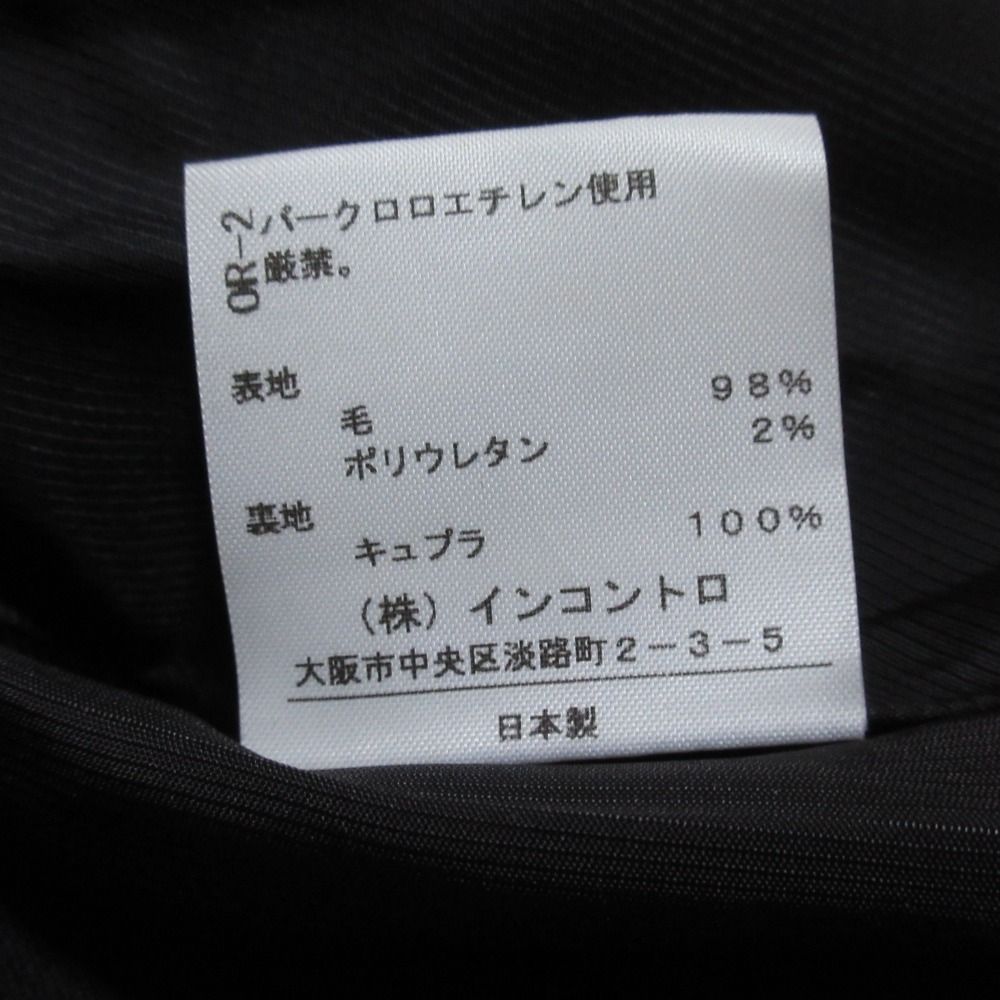 OMR-2
パークロロエチレン使用
厳禁。
表地
毛 98%
ポリウレタン 2%
裏地
キュプラ 100%
（株）インコントロ
大阪市中央区淡路町2－3－5
日本製